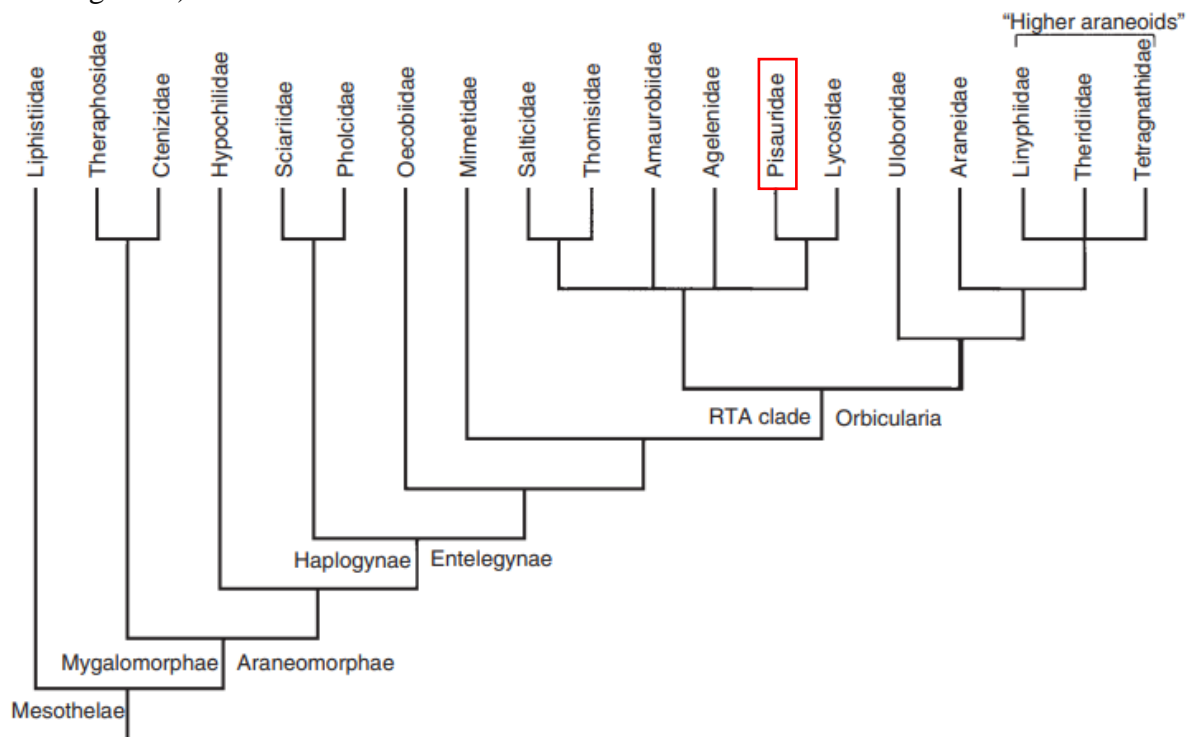 "Higher araneoids"
Liphistiidae
Theraphosidae
Ctenizidae
Hypochilidae
Sciariidae
Pholcidae
Oecobiidae
Mimetidae
Salticidae
Thomisidae
Amaurobiidae
Agelenidae
Pisauridae
Lycosidae
Uloboridae
Araneidae
Linyphiidae
Theridiidae
Tetragnathidae
RTA clade Orbicularia
Haplogynae Entelegynae
Mygalomorphae Araneomorphae
Mesothelae